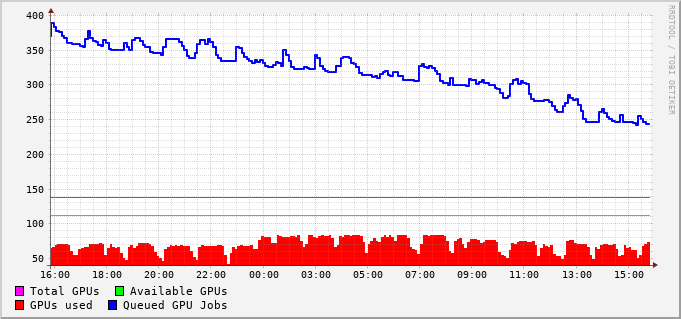 400
350
300
250
200
150
100
50
16:00 18:00 20:00 22:00 00:00 03:00 05:00 07:00 09:00 11:00 13:00 15:00
Total GPUs Available GPUs
GPUs used Queued GPU Jobs
RRDTOOL / TOBI OETIKER